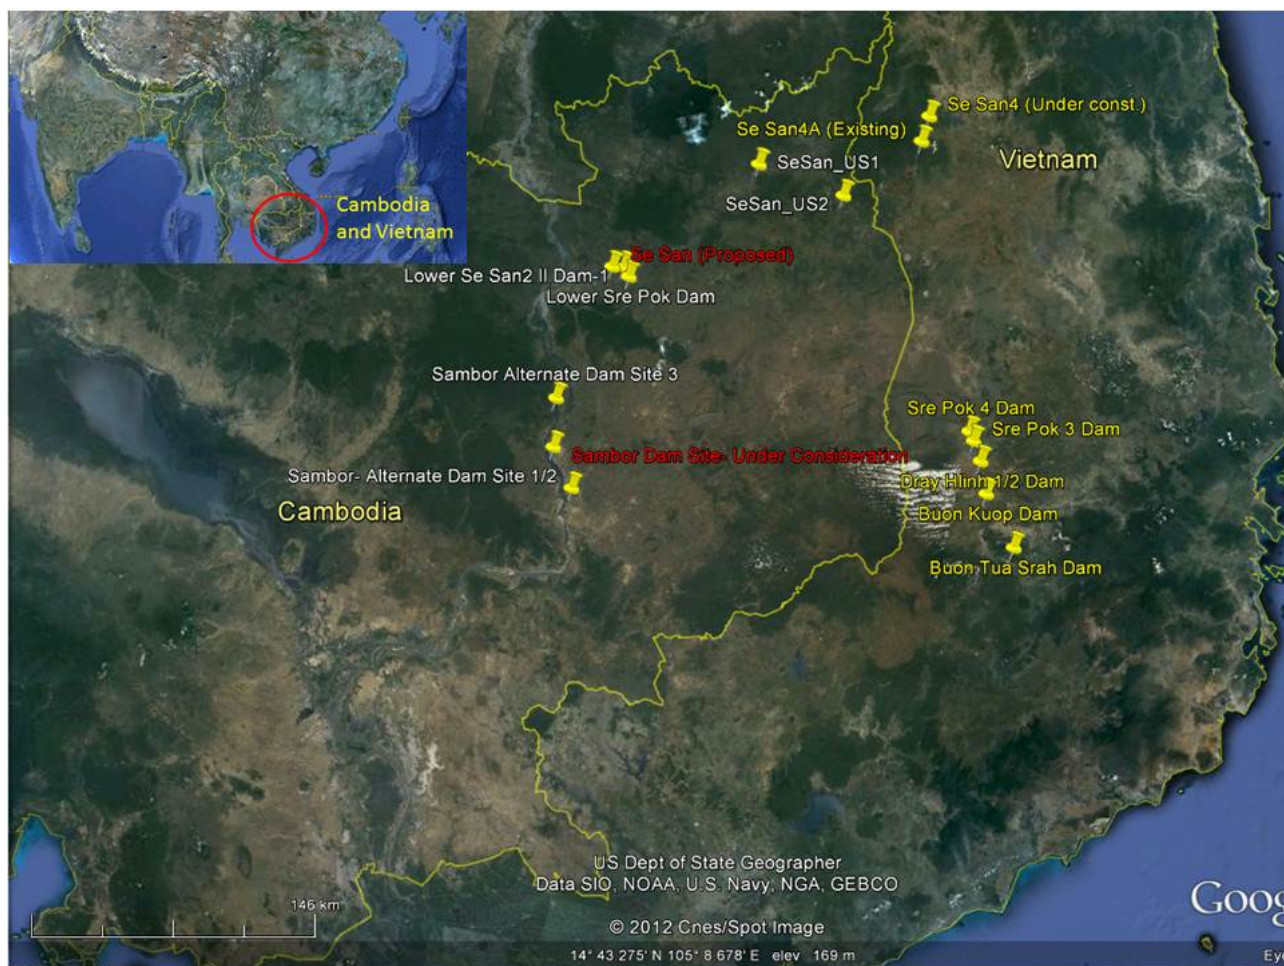 Cambodia
and Vietnam
Se San4 (Under const.)
Se San4A (Existing)
Vietnam
SeSan_US1
SeSan_US2
Se San (Proposed)
Lower Se San2 II Dam-1
Lower Sre Pok Dam
Sambor Alternate Dam Site 3
Sre Pok 4 Dam
Sre Pok 3 Dam
Sambor Dam Site- Under Consideration
Sambor- Alternate Dam Site 1/2
Dray Hlinh 1/2 Dam
Cambodia
Buon Kuop Dam
Buon Tua Srah Dam
US Dept of State Geographer
Data SIO, NOAA, U.S. Navy, NGA, GEBCO
146 km
Goog
© 2012 Cnes/Spot Image
14° 43 275' N 105° 8 678' E elev 169 m
Ey